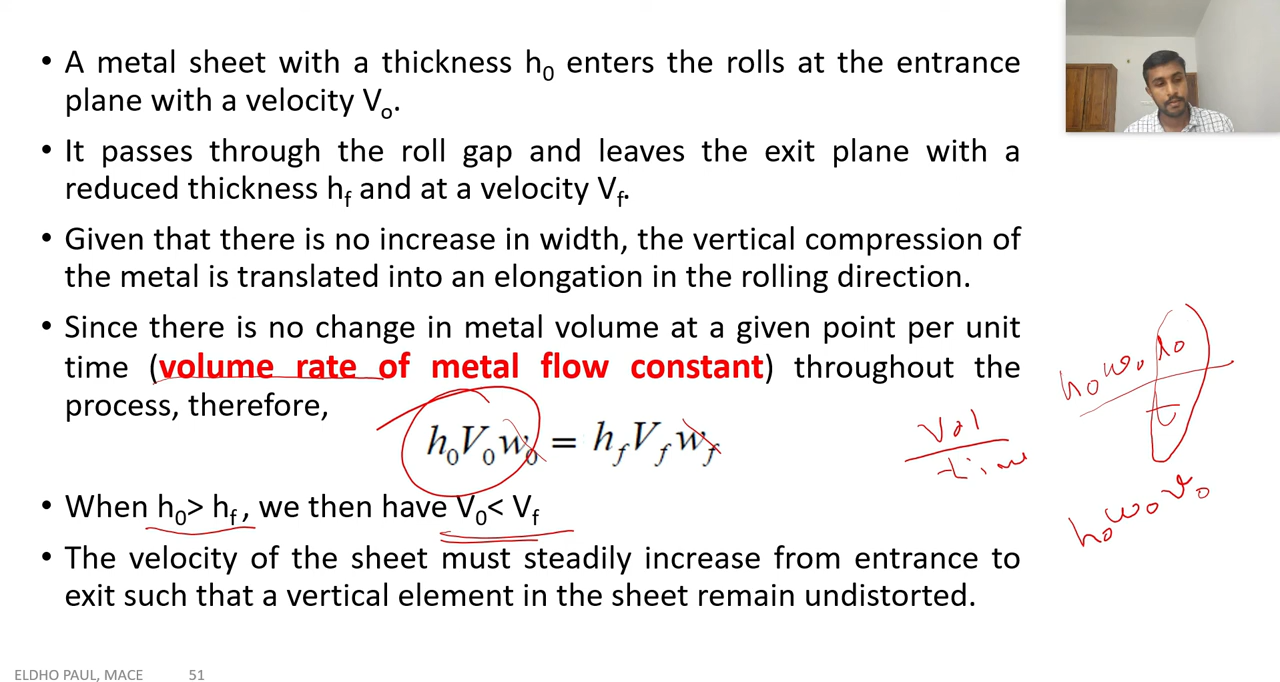 • A metal sheet with a thickness h0 enters the rolls at the entrance
plane with a velocity Vo.
• It passes through the roll gap and leaves the exit plane with a
reduced thickness hf and at a velocity Vf.
• Given that there is no increase in width, the vertical compression of
the metal is translated into an elongation in the rolling direction.
• Since there is no change in metal volume at a given point per unit
time (volume rate of metal flow constant) throughout the
process, therefore,
h0V0w0 = hfVfwf
• When h0> hf, we then have V0< Vf
• The velocity of the sheet must steadily increase from entrance to
exit such that a vertical element in the sheet remain undistorted.
h0 w0 l0
t
Vol
time
h0 w0 v0
ELDHO PAUL, MACE 51